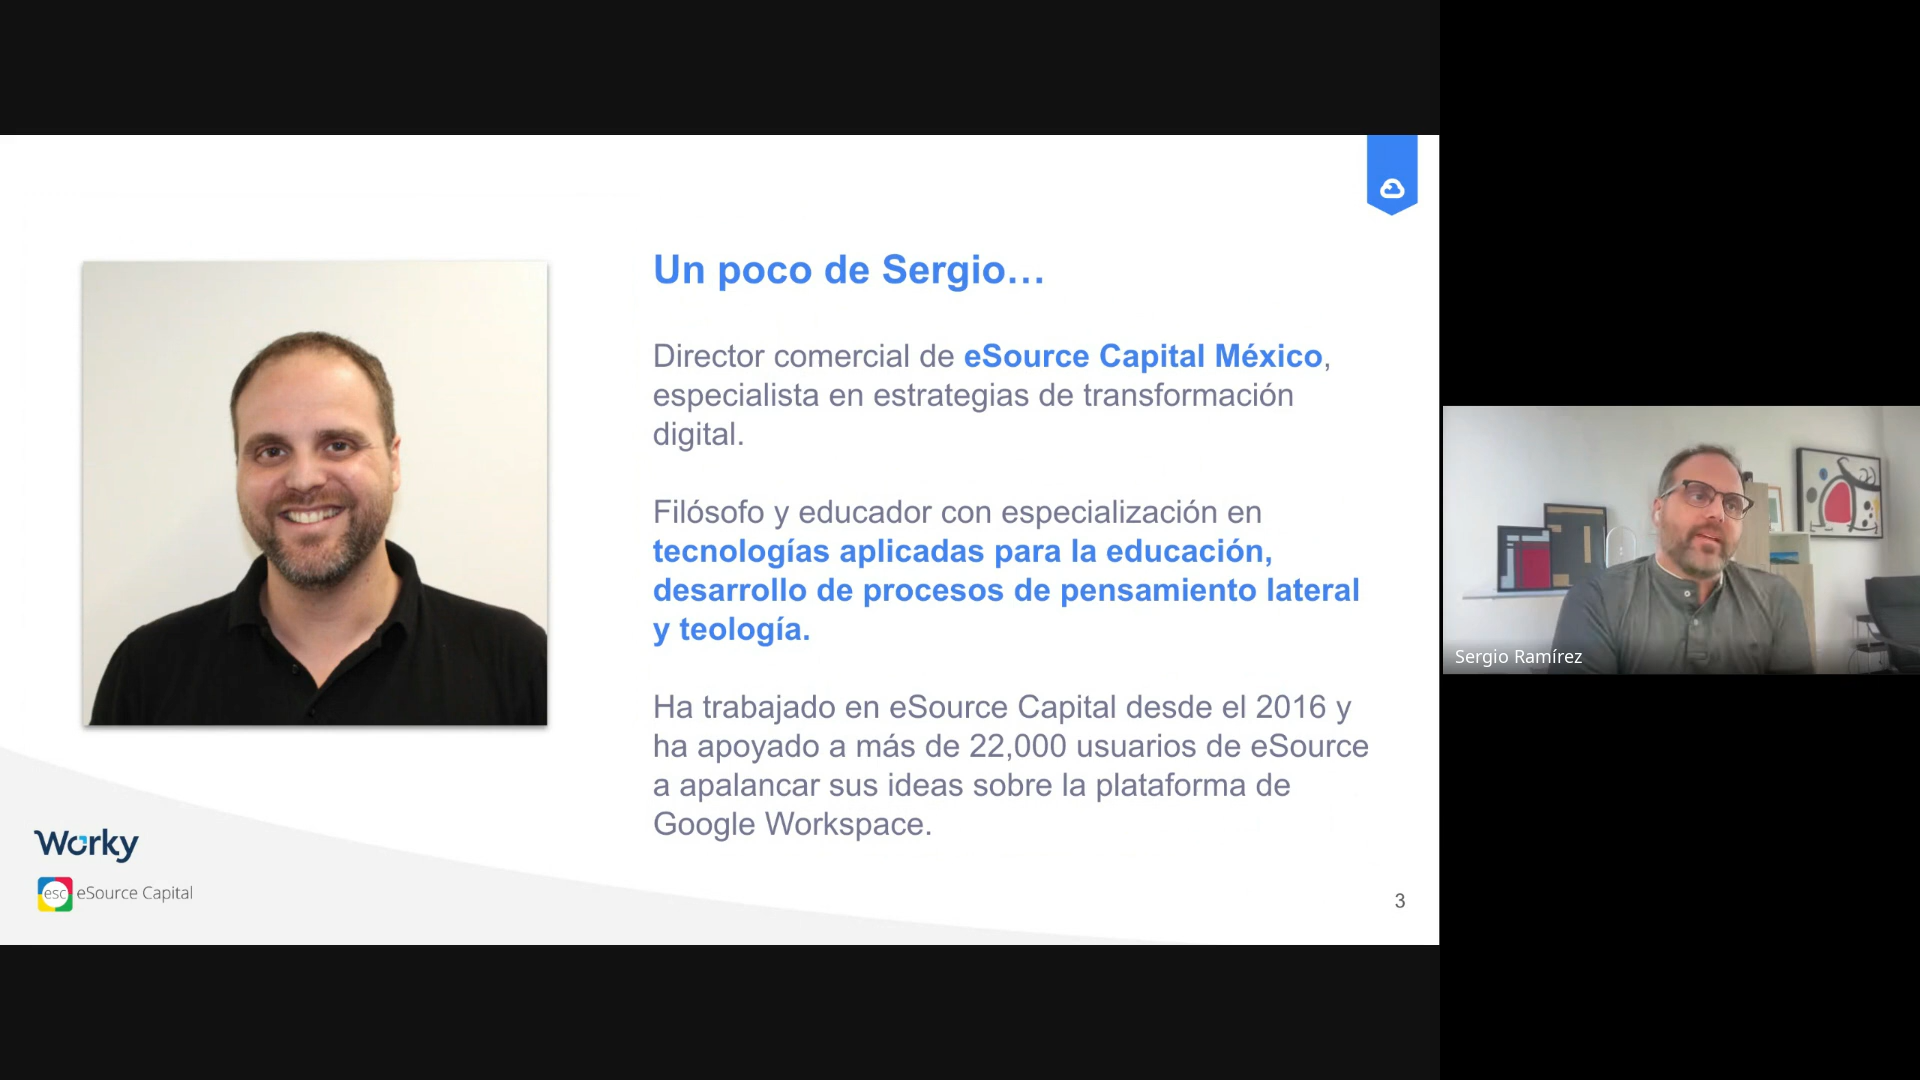 Un poco de Sergio…
Director comercial de eSource Capital México,
especialista en estrategias de transformación
digital.
Filósofo y educador con especialización en
tecnologías aplicadas para la educación,
desarrollo de procesos de pensamiento lateral
y teología.
Ha trabajado en eSource Capital desde el 2016 y
ha apoyado a más de 22,000 usuarios de eSource
a apalancar sus ideas sobre la plataforma de
Google Workspace.
Worky
esc eSource Capital
3
Sergio Ramírez